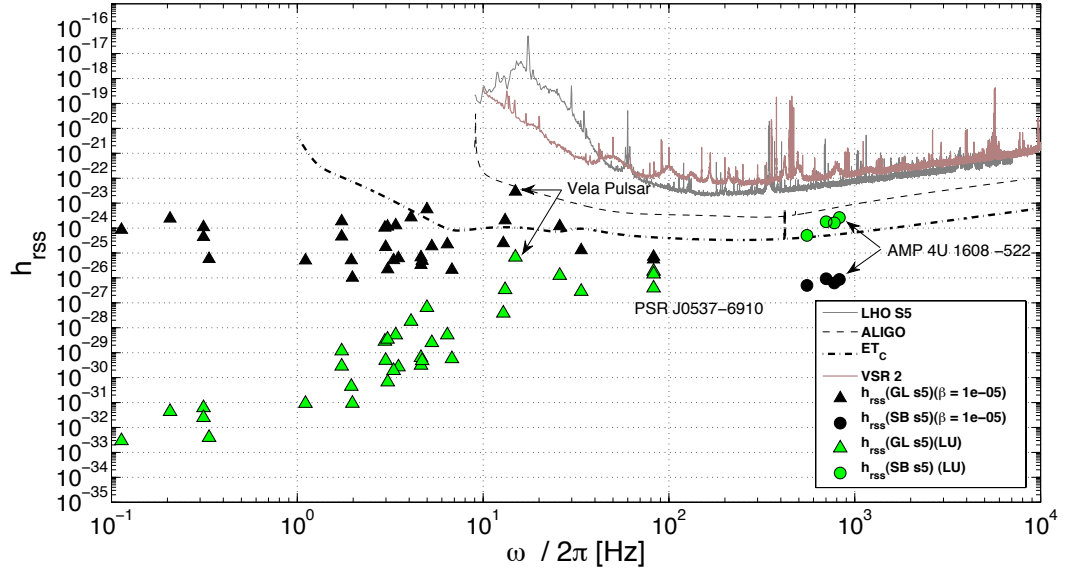 10^−16
10^−17
10^−18
10^−19
10^−20
10^−21
10^−22
10^−23
10^−24
10^−25
10^−26
10^−27
10^−28
10^−29
10^−30
10^−31
10^−32
10^−33
10^−34
10^−35
h_rss
Vela Pulsar
AMP 4U 1608 −522
PSR J0537−6910
LHO S5
ALIGO
ET_C
VSR 2
h_rss(GL s5)(β = 1e−05)
h_rss(SB s5)(β = 1e−05)
h_rss(GL s5)(LU)
h_rss(SB s5) (LU)
10^−1 10^0 10^1 10^2 10^3 10^4
ω / 2π [Hz]